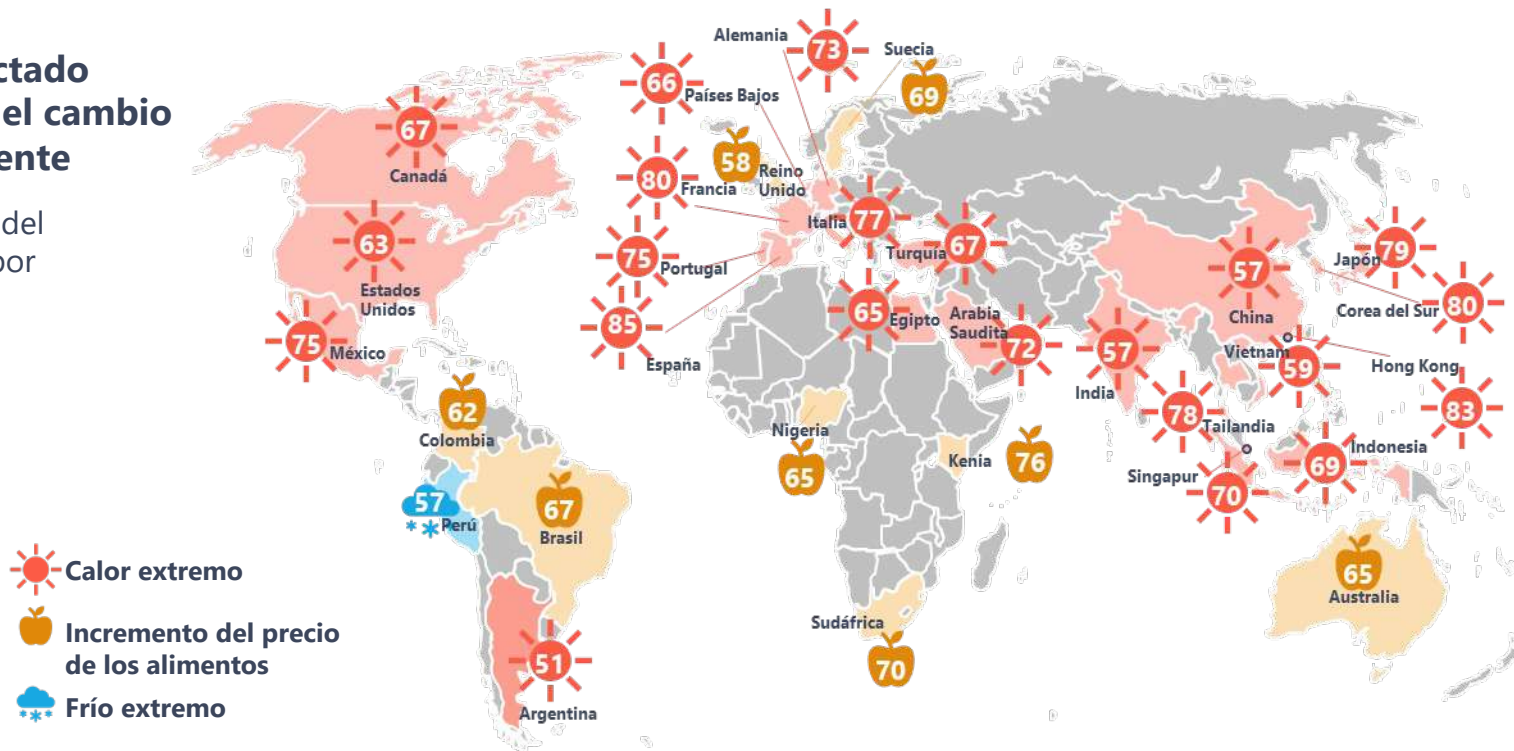 ctado
el cambio
ente
del
por
Alemania
73
Suecia
69
66
Países Bajos
67
Canadá
58
Reino
Unido
80
Francia
77
Italia
67
Turquía
63
Estados
Unidos
75
Portugal
79
Japón
57
China
Corea del Sur
80
75
México
85
España
65
Egipto
Arabia
Saudita
72
57
India
Vietnam
59
Hong Kong
83
62
Colombia
Nigeria
65
Kenia
76
78
Tailandia
Singapur
70
69
Indonesia
57
Perú
67
Brasil
65
Australia
Calor extremo
Incremento del precio
de los alimentos
Frío extremo
Sudáfrica
70
51
Argentina